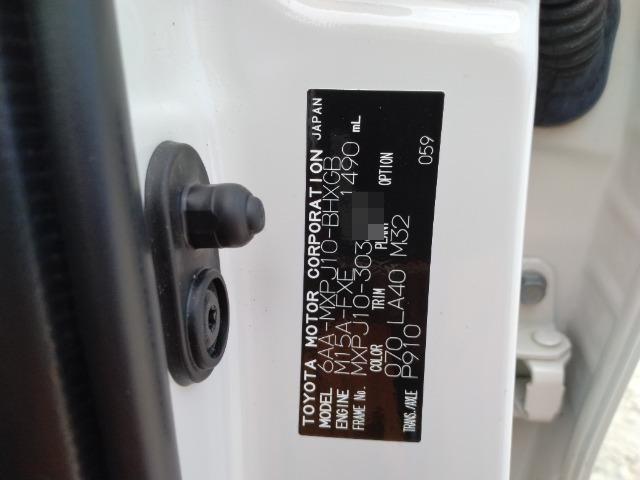 TOYOTA MOTOR CORPORATION JAPAN
MODEL 6AA-MXPJ10-BHXGB
ENGINE M15A-FXE 1490 mL
FRAME No. MXPJ10-303
COLOR TRIM PLANT OPTION
070 LA40 M32 059
TRANS./AXLE P910